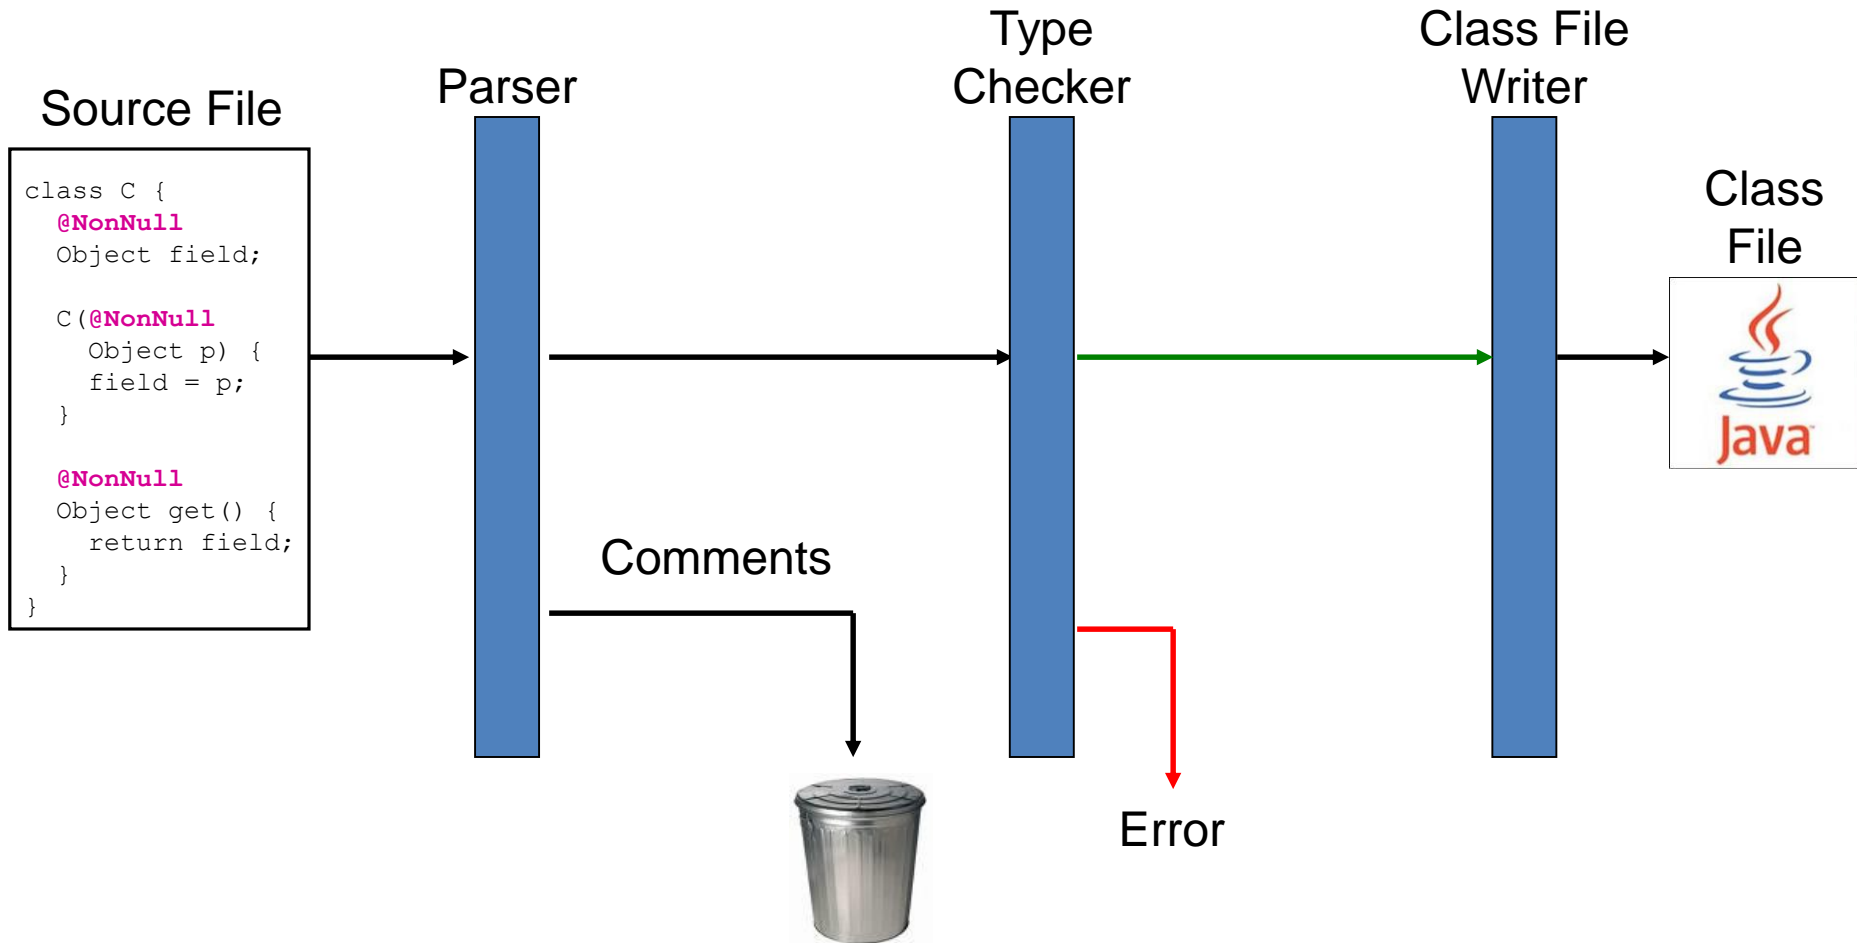 Source File
class C {
@NonNull
Object field;
C(@NonNull
Object p) {
field = p;
}
@NonNull
Object get() {
return field;
}
}
Parser
Comments
Type
Checker
Error
Class File
Writer
Class
File
Java™